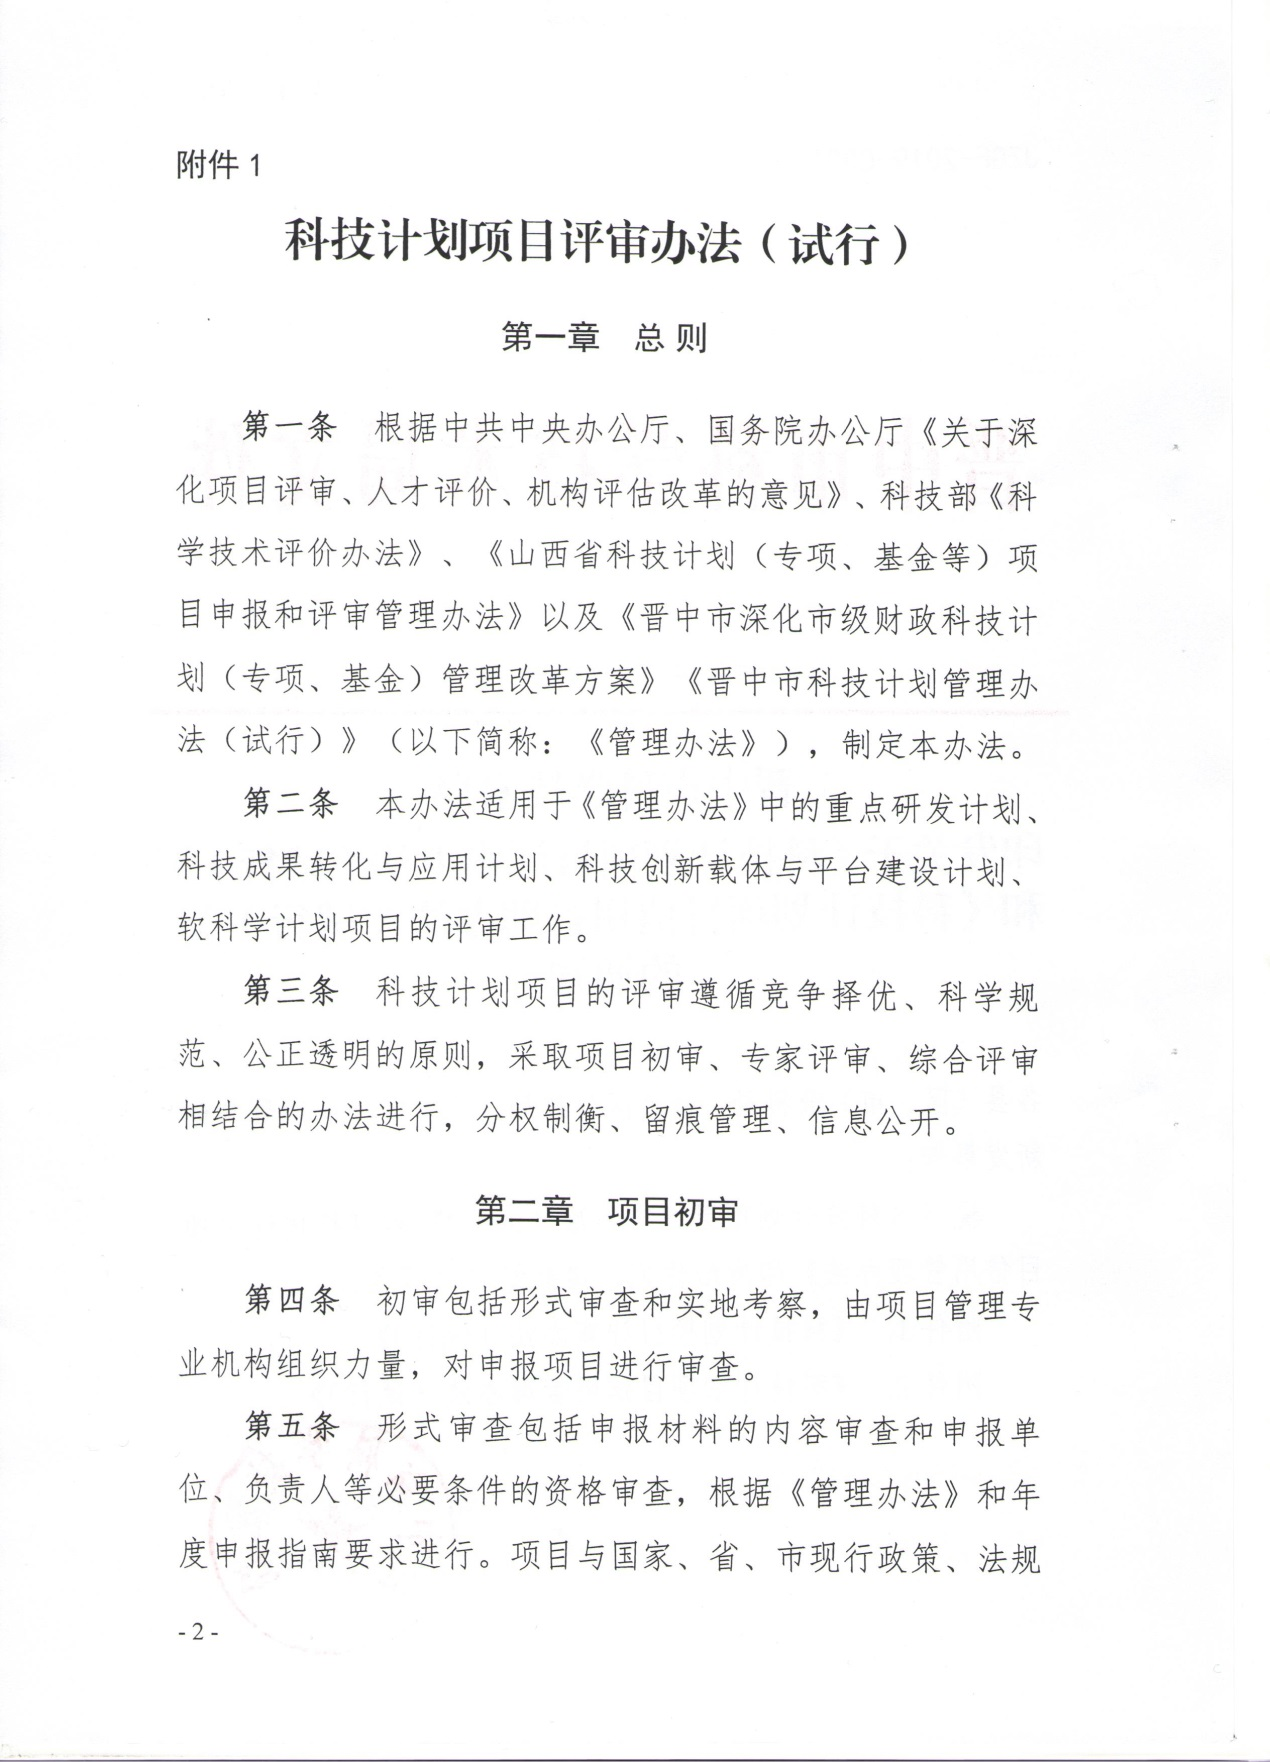 附件 1
科技计划项目评审办法（试行）
第一章　总 则
第一条　根据中共中央办公厅、国务院办公厅《关于深
化项目评审、人才评价、机构评估改革的意见》、科技部《科
学技术评价办法》、《山西省科技计划（专项、基金等）项
目申报和评审管理办法》以及《晋中市深化市级财政科技计
划（专项、基金）管理改革方案》《晋中市科技计划管理办
法（试行）》（以下简称：《管理办法》），制定本办法。
第二条　本办法适用于《管理办法》中的重点研发计划、
科技成果转化与应用计划、科技创新载体与平台建设计划、
软科学计划项目的评审工作。
第三条　科技计划项目的评审遵循竞争择优、科学规
范、公正透明的原则，采取项目初审、专家评审、综合评审
相结合的办法进行，分权制衡、留痕管理、信息公开。
第二章　项目初审
第四条　初审包括形式审查和实地考察，由项目管理专
业机构组织力量，对申报项目进行审查。
第五条　形式审查包括申报材料的内容审查和申报单
位、负责人等必要条件的资格审查，根据《管理办法》和年
度申报指南要求进行。项目与国家、省、市现行政策、法规
- 2 -